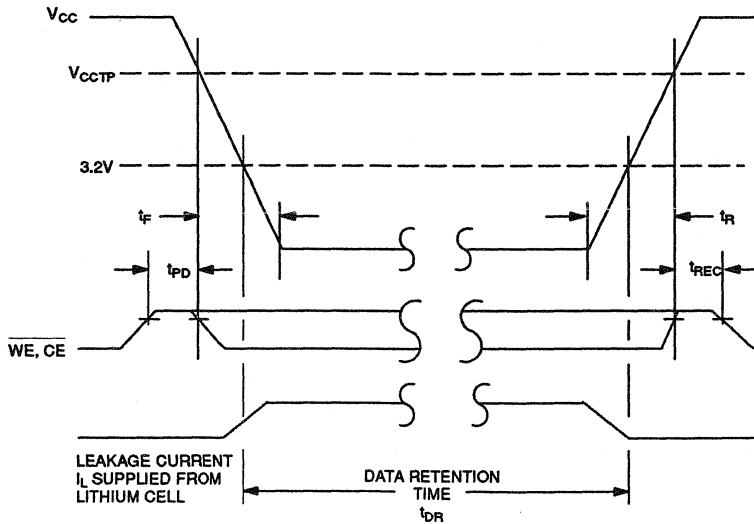 VCC
VCCTP
3.2V
tF
tR
tPD
tREC
WE, CE
LEAKAGE CURRENT
IL SUPPLIED FROM
LITHIUM CELL
DATA RETENTION
TIME
tDR